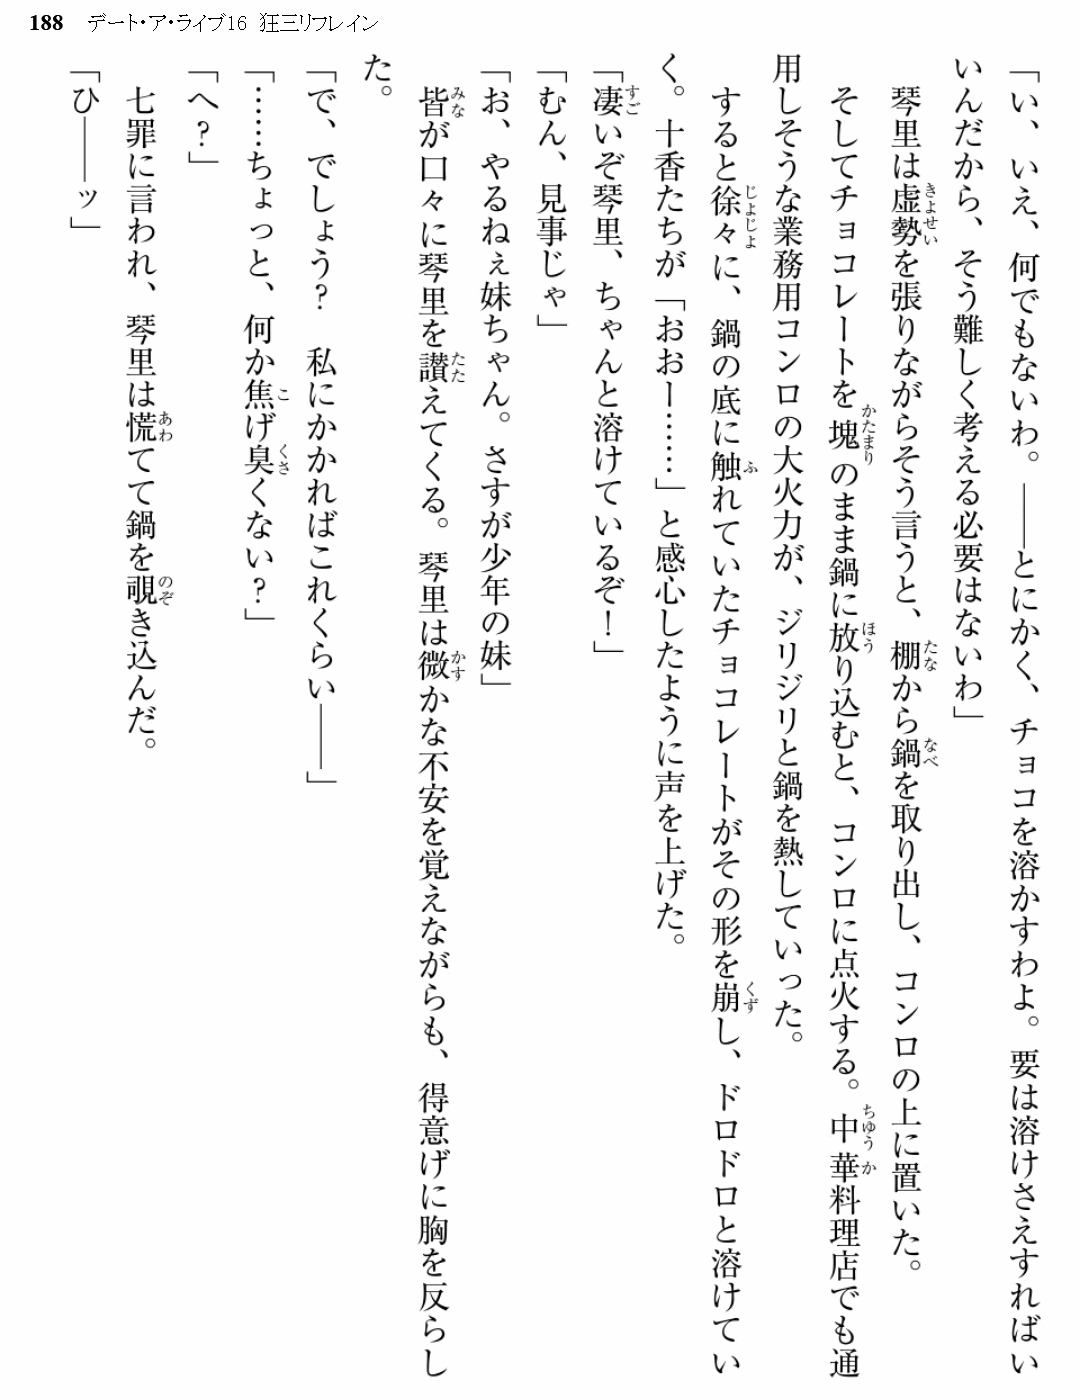 188 デート・ア・ライブ16 狂三リフレイン
「い、いえ、何でもないわ。――とにかく、チョコを溶かすわよ。要は溶けさえすればい
いんだから、そう難しく考える必要はないわ」
琴里は虚勢を張りながらそう言うと、棚から鍋を取り出し、コンロの上に置いた。
そしてチョコレートを塊のまま鍋に放り込むと、コンロに点火する。中華料理店でも通
用しそうな業務用コンロの大火力が、ジリジリと鍋を熱していった。
すると徐々に、鍋の底に触れていたチョコレートがその形を崩し、ドロドロと溶けてい
く。十香たちが「おおー……」と感心したように声を上げた。
「凄いぞ琴里、ちゃんと溶けているぞ！」
「むん、見事じゃ」
「お、やるねぇ妹ちゃん。さすが少年の妹」
皆が口々に琴里を讃えてくる。琴里は微かな不安を覚えながらも、得意げに胸を反らし
た。
「で、でしょう？　私にかかればこれくらい――」
「……ちょっと、何か焦げ臭くない？」
「へ？」
七罪に言われ、琴里は慌てて鍋を覗き込んだ。
「ひ――ッ」